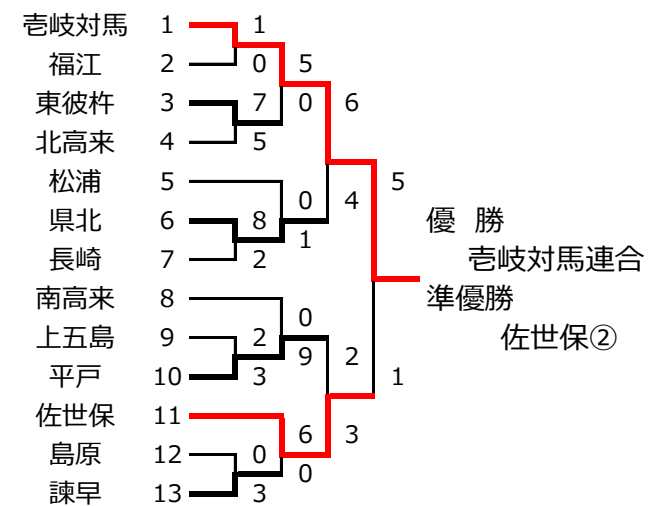 壱岐対馬 1 1
福江 2 0 5
東彼杵 3 7 0 6
北高来 4 5
松浦 5 5
県北 6 8 0 4
長崎 7 2 1
優 勝
壱岐対馬連合
南高来 8
準優勝
上五島 9 2 0
佐世保②
平戸 10 3 9 2 1
佐世保 11
島原 12 0 6 3
諫早 13 3 0